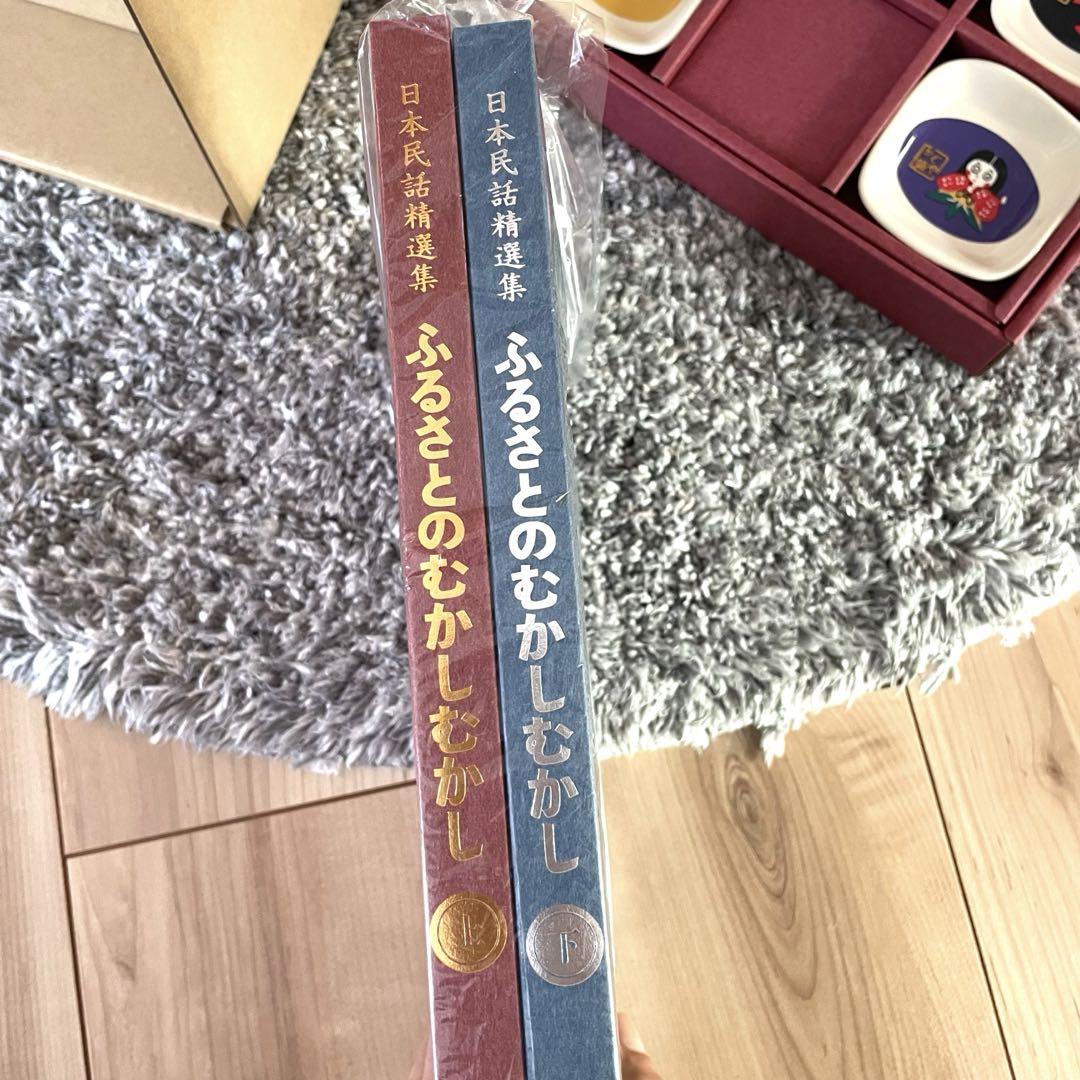 日本民話精選集
ふるさとのむかしむかし
上
日本民話精選集
ふるさとのむかしむかし
下